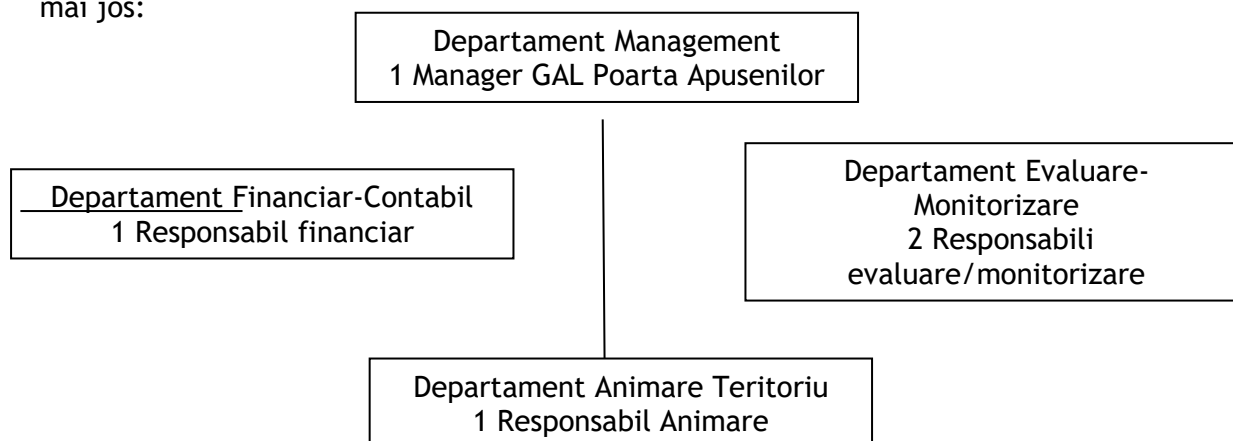 mai jos:
Departament Management
1 Manager GAL Poarta Apusenilor
Departament Financiar-Contabil
1 Responsabil financiar
Departament Evaluare-
Monitorizare
2 Responsabili
evaluare/monitorizare
Departament Animare Teritoriu
1 Responsabil Animare